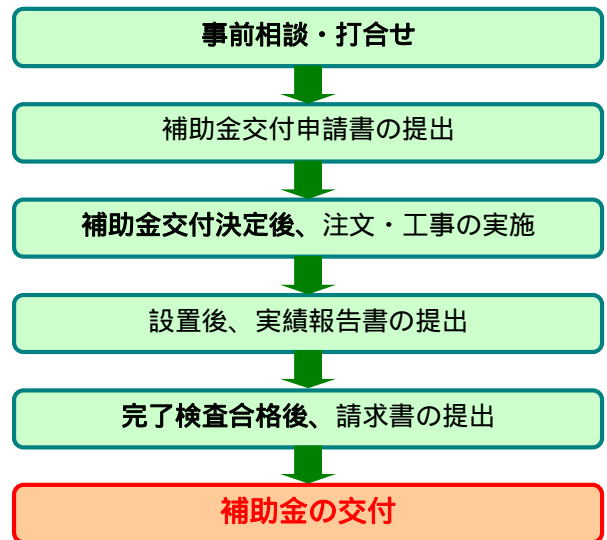 事前相談・打合せ
補助金交付申請書の提出
補助金交付決定後、注文・工事の実施
設置後、実績報告書の提出
完了検査合格後、請求書の提出
補助金の交付